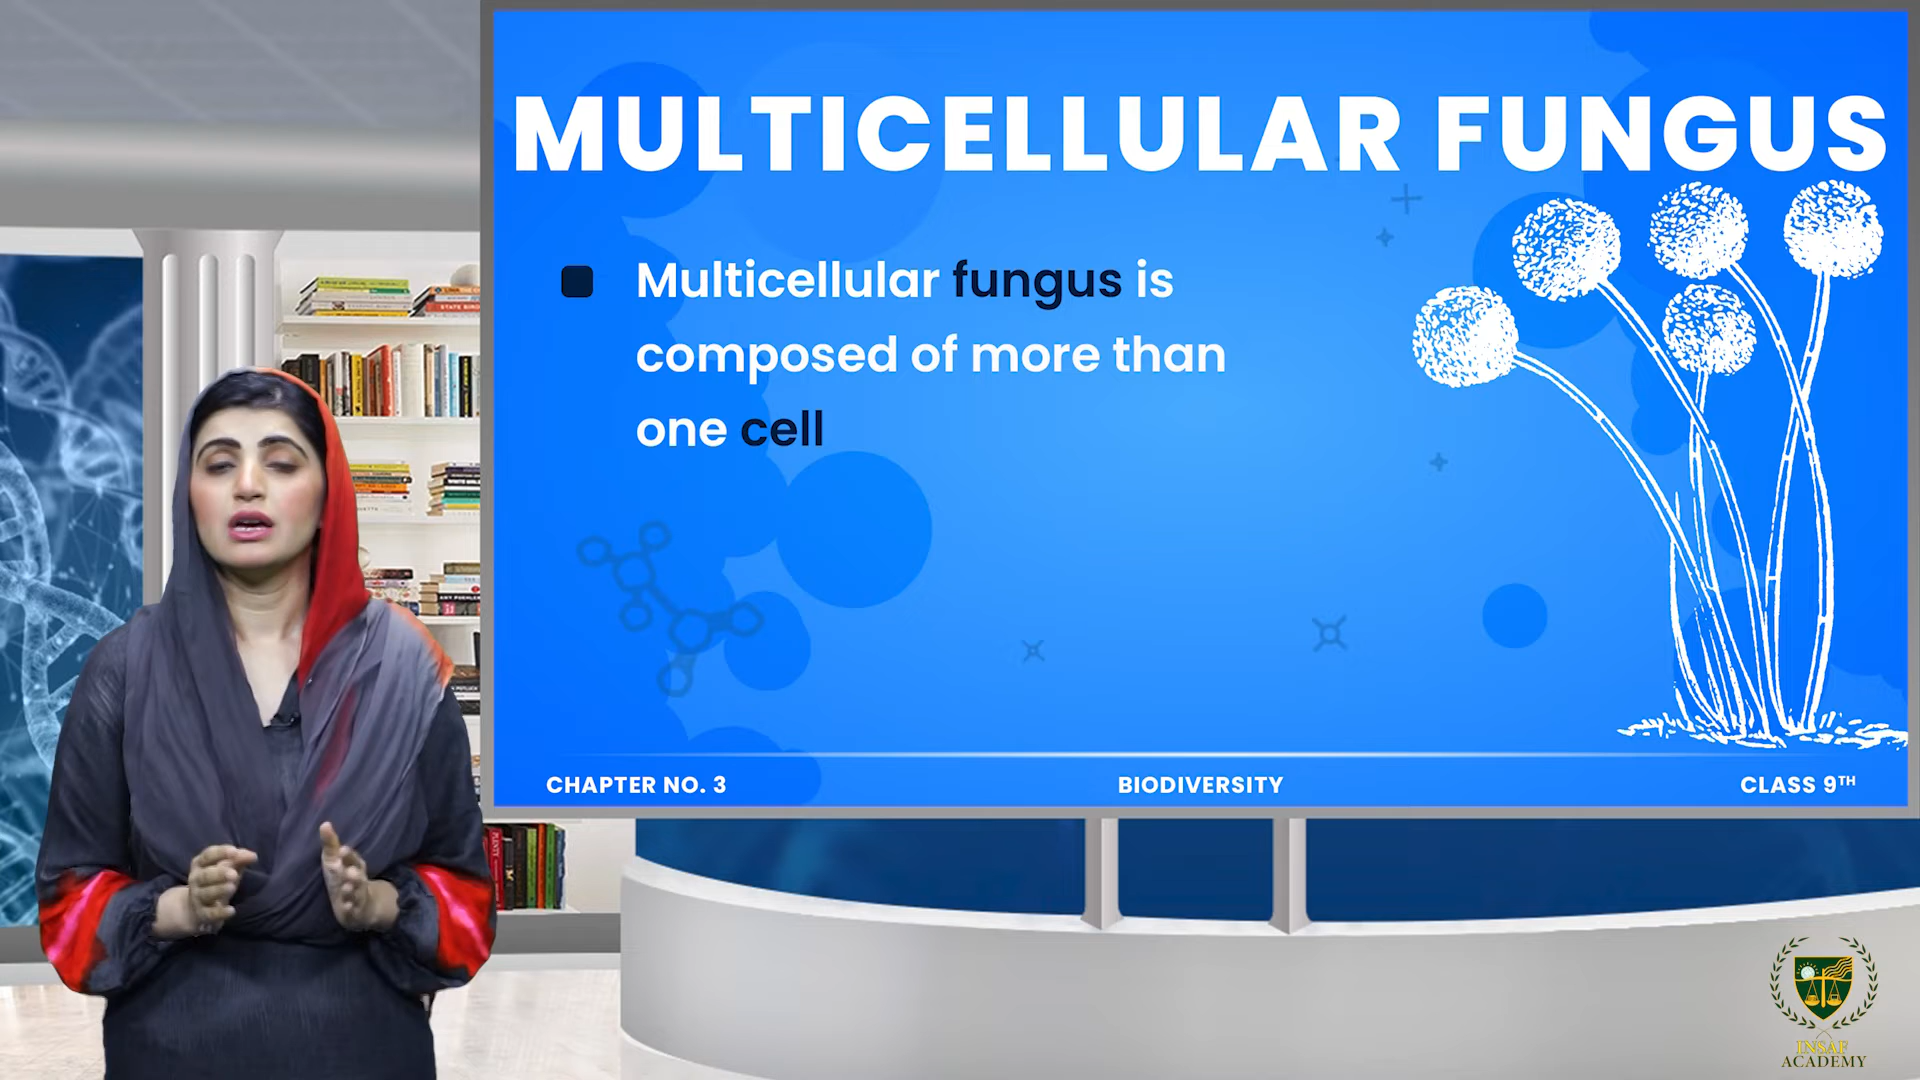 MULTICELLULAR FUNGUS
Multicellular fungus is
composed of more than
one cell
CHAPTER NO. 3
BIODIVERSITY
CLASS 9TH
INSAF
ACADEMY